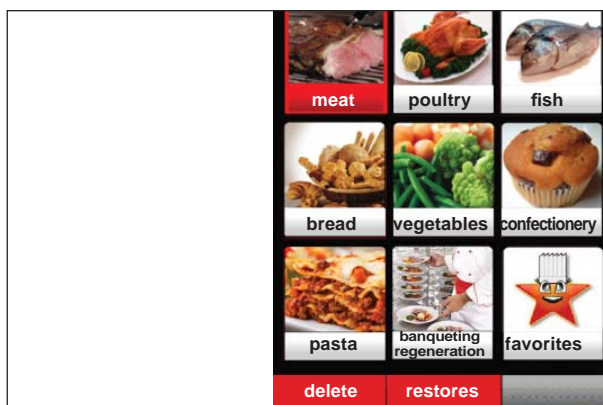 meat
poultry
fish
bread
vegetables
confectionery
pasta
banqueting
regeneration
favorites
delete
restores